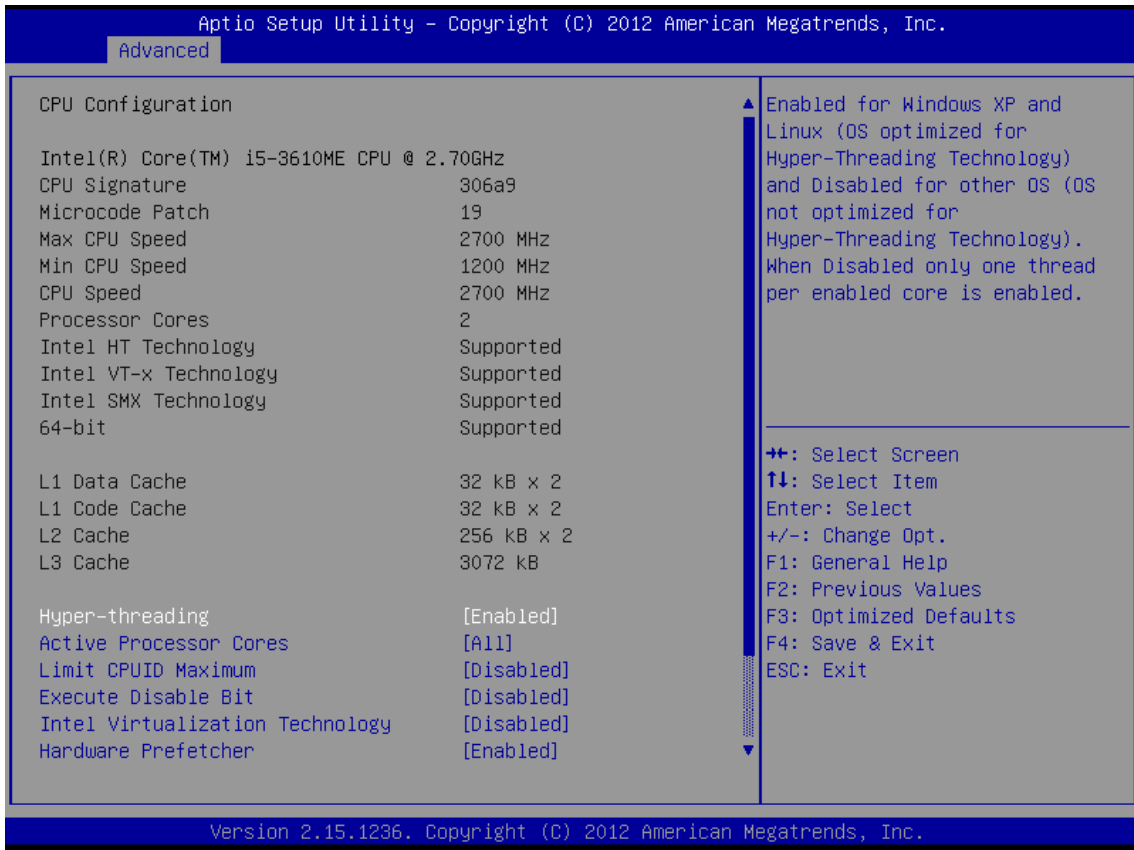 Aptio Setup Utility – Copyright (C) 2012 American Megatrends, Inc.
Advanced
CPU Configuration
Intel(R) Core(TM) i5-3610ME CPU @ 2.70GHz
CPU Signature 306a9
Microcode Patch 19
Max CPU Speed 2700 MHz
Min CPU Speed 1200 MHz
CPU Speed 2700 MHz
Processor Cores 2
Intel HT Technology Supported
Intel VT-x Technology Supported
Intel SMX Technology Supported
64-bit Supported
L1 Data Cache 32 kB x 2
L1 Code Cache 32 kB x 2
L2 Cache 256 kB x 2
L3 Cache 3072 kB
Hyper-threading [Enabled]
Active Processor Cores [All]
Limit CPUID Maximum [Disabled]
Execute Disable Bit [Disabled]
Intel Virtualization Technology [Disabled]
Hardware Prefetcher [Enabled]
Enabled for Windows XP and
Linux (OS optimized for
Hyper-Threading Technology)
and Disabled for other OS (OS
not optimized for
Hyper-Threading Technology).
When Disabled only one thread
per enabled core is enabled.
→←: Select Screen
↑↓: Select Item
Enter: Select
+/-: Change Opt.
F1: General Help
F2: Previous Values
F3: Optimized Defaults
F4: Save & Exit
ESC: Exit
Version 2.15.1236. Copyright (C) 2012 American Megatrends, Inc.